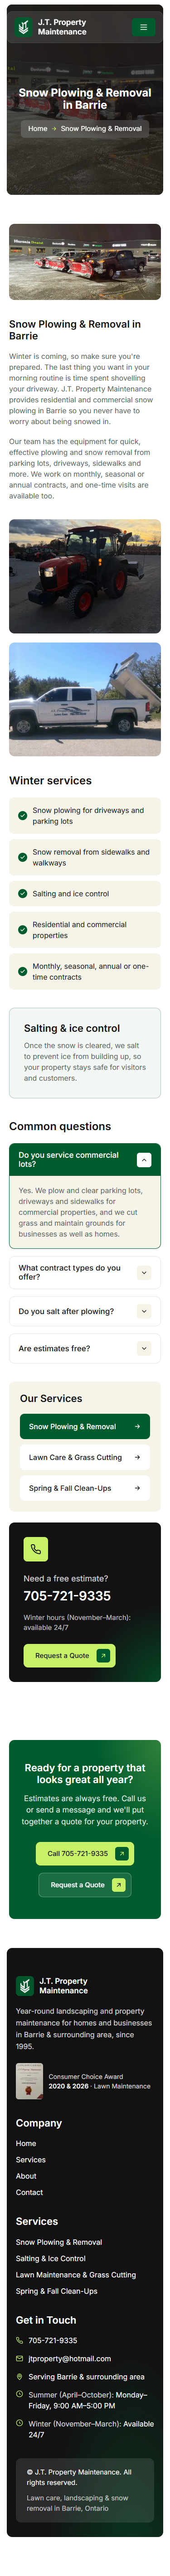 J.T. Property
Maintenance
Snow Plowing & Removal
in Barrie
Home → Snow Plowing & Removal
Snow Plowing & Removal in
Barrie
Winter is coming, so make sure you're
prepared. The last thing you want in your
morning routine is time spent shovelling
your driveway. J.T. Property Maintenance
provides residential and commercial snow
plowing in Barrie so you never have to
worry about being snowed in.
Our team has the equipment for quick,
effective plowing and snow removal from
parking lots, driveways, sidewalks and
more. We work on monthly, seasonal or
annual contracts, and one-time visits are
available too.
Winter services
Snow plowing for driveways and
parking lots
Snow removal from sidewalks and
walkways
Salting and ice control
Residential and commercial
properties
Monthly, seasonal, annual or one-
time contracts
Salting & ice control
Once the snow is cleared, we salt
to prevent ice from building up, so
your property stays safe for visitors
and customers.
Common questions
Do you service commercial
lots?
Yes. We plow and clear parking lots,
driveways and sidewalks for
commercial properties, and we cut
grass and maintain grounds for
businesses as well as homes.
What contract types do you
offer?
Do you salt after plowing?
Are estimates free?
Our Services
Snow Plowing & Removal
Lawn Care & Grass Cutting
Spring & Fall Clean-Ups
Need a free estimate?
705-721-9335
Winter hours (November–March):
available 24/7
Request a Quote
Ready for a property that
looks great all year?
Estimates are always free. Call us
or send a message and we'll put
together a quote for your property.
Call 705-721-9335
Request a Quote
J.T. Property
Maintenance
Year-round landscaping and property
maintenance for homes and businesses
in Barrie & surrounding area, since
1995.
Consumer Choice Award
2020 & 2026 · Lawn Maintenance
Company
Home
Services
About
Contact
Services
Snow Plowing & Removal
Salting & Ice Control
Lawn Maintenance & Grass Cutting
Spring & Fall Clean-Ups
Get in Touch
705-721-9335
jtproperty@hotmail.com
Serving Barrie & surrounding area
Summer (April–October): Monday–
Friday, 9:00 AM–5:00 PM
Winter (November–March): Available
24/7
© J.T. Property Maintenance. All
rights reserved.
Lawn care, landscaping & snow
removal in Barrie, Ontario